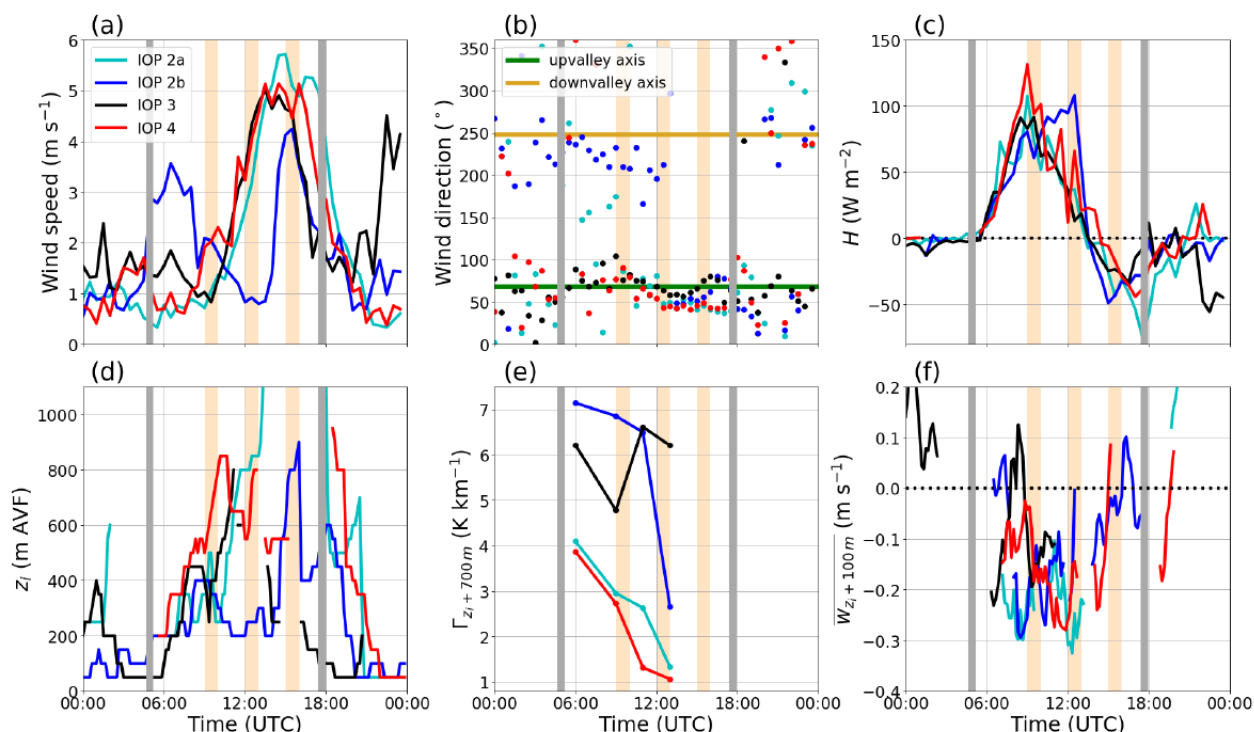 (a)
(b)
(c)
Wind speed (m s⁻¹)
6
5
4
3
2
1
0
IOP 2a
IOP 2b
IOP 3
IOP 4
Wind direction (°)
350
300
250
200
150
100
50
0
upvalley axis
downvalley axis
H (W m⁻²)
150
100
50
0
−50
(d)
(e)
(f)
z_i (m AVF)
1000
800
600
400
200
0
00:00 06:00 12:00 18:00 00:00
Time (UTC)
Γ_{z_i + 700 m} (K km⁻¹)
7
6
5
4
3
2
1
00:00 06:00 12:00 18:00
Time (UTC)
w_{z_i + 100 m} (m s⁻¹)
0.2
0.1
0.0
−0.1
−0.2
−0.3
−0.4
00:00 06:00 12:00 18:00 00:00
Time (UTC)